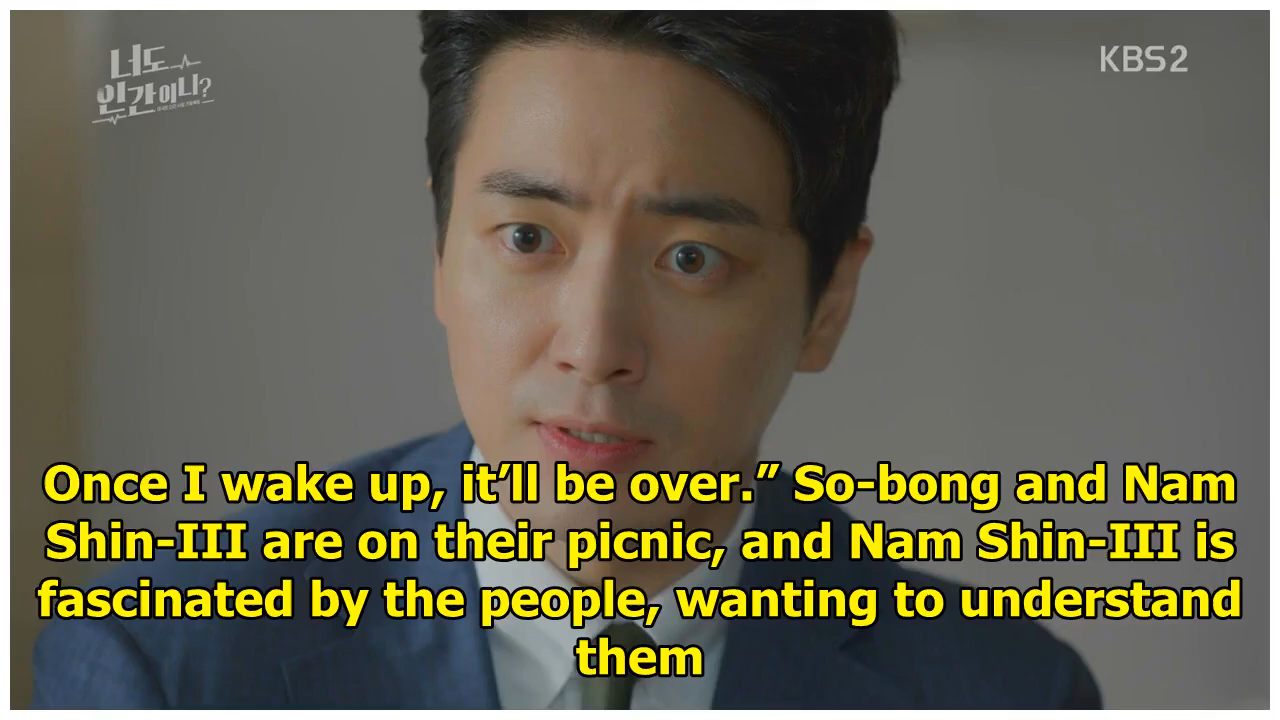 너도
인간이니?
KBS2
Once I wake up, it’ll be over.” So-bong and Nam
Shin-III are on their picnic, and Nam Shin-III is
fascinated by the people, wanting to understand
them